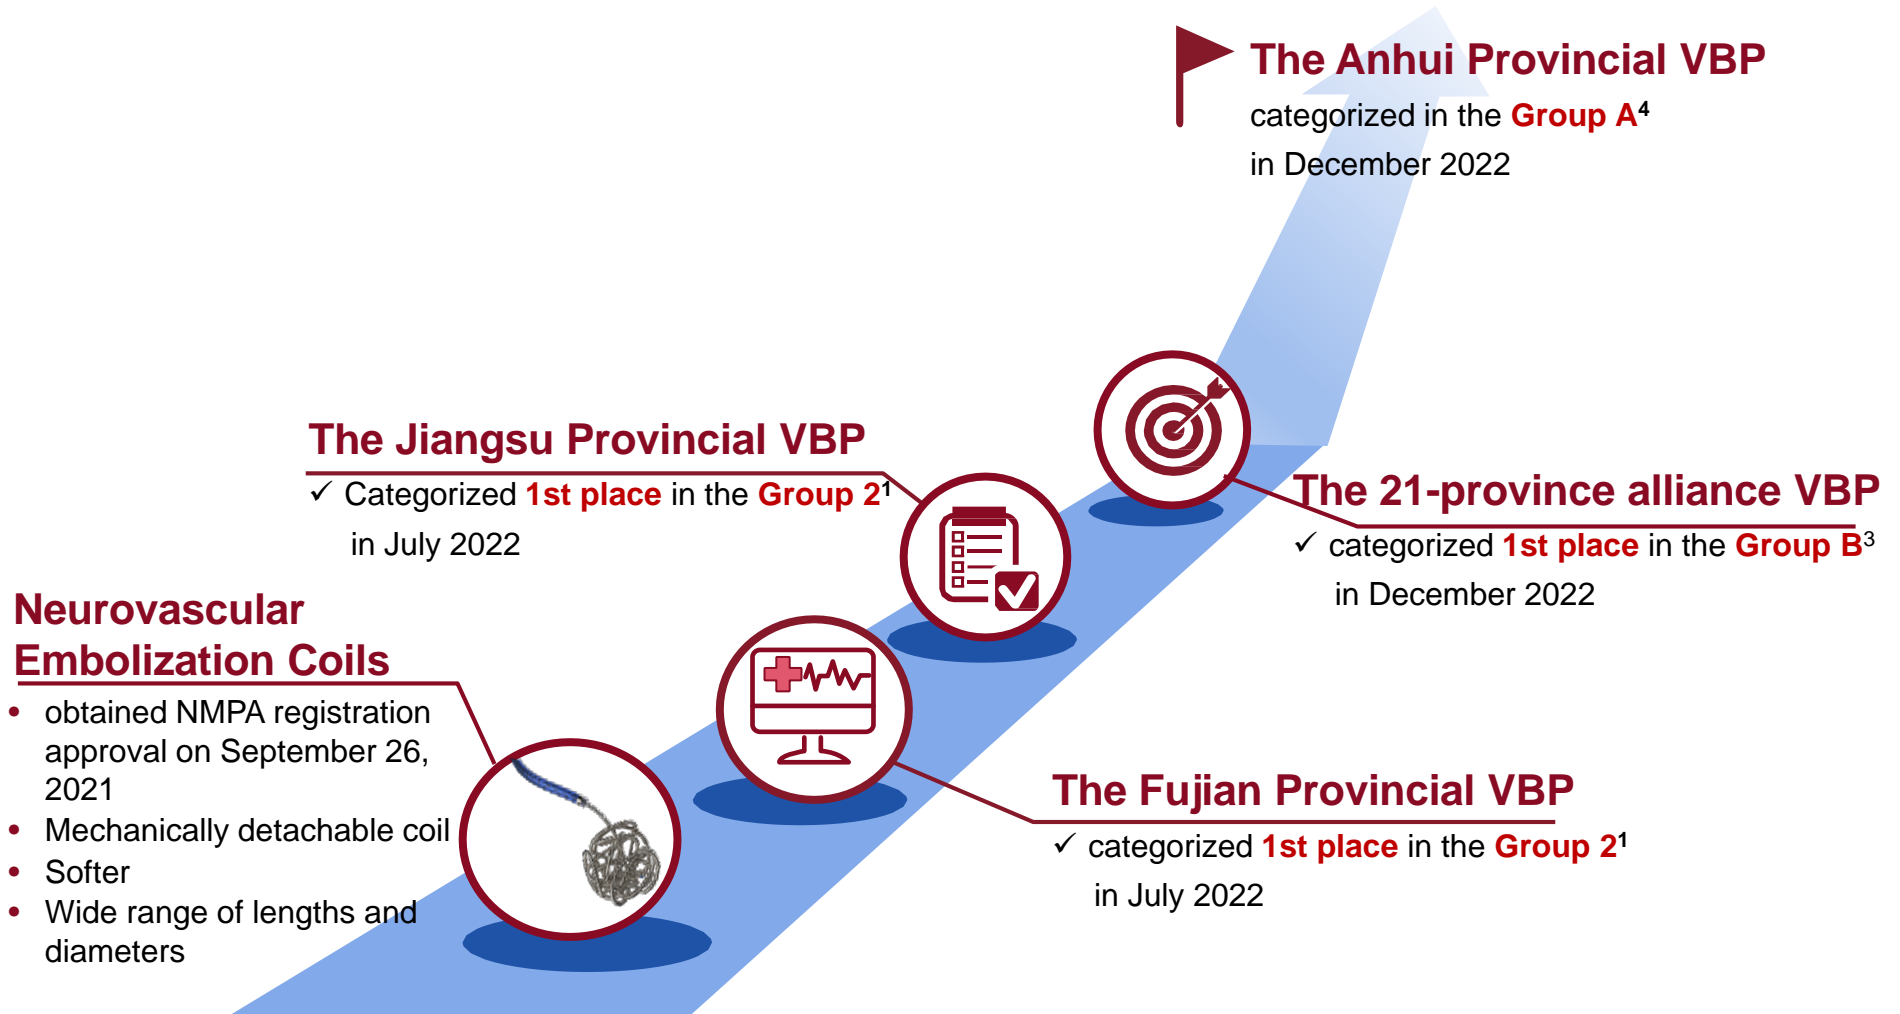 The Anhui Provincial VBP
categorized in the Group A⁴
in December 2022
The Jiangsu Provincial VBP
✓ Categorized 1st place in the Group 2¹
in July 2022
The 21-province alliance VBP
✓ categorized 1st place in the Group B³
in December 2022
Neurovascular
Embolization Coils
• obtained NMPA registration
approval on September 26,
2021
• Mechanically detachable coil
• Softer
• Wide range of lengths and
diameters
The Fujian Provincial VBP
✓ categorized 1st place in the Group 2¹
in July 2022